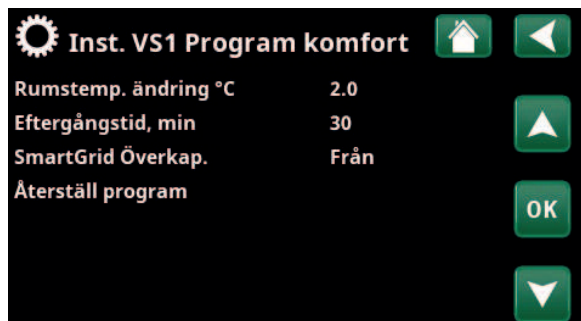 Inst. VS1 Program komfort
Rumstemp. ändring °C 2.0
Eftergångstid, min 30
SmartGrid Överkap. Från
Återställ program
OK